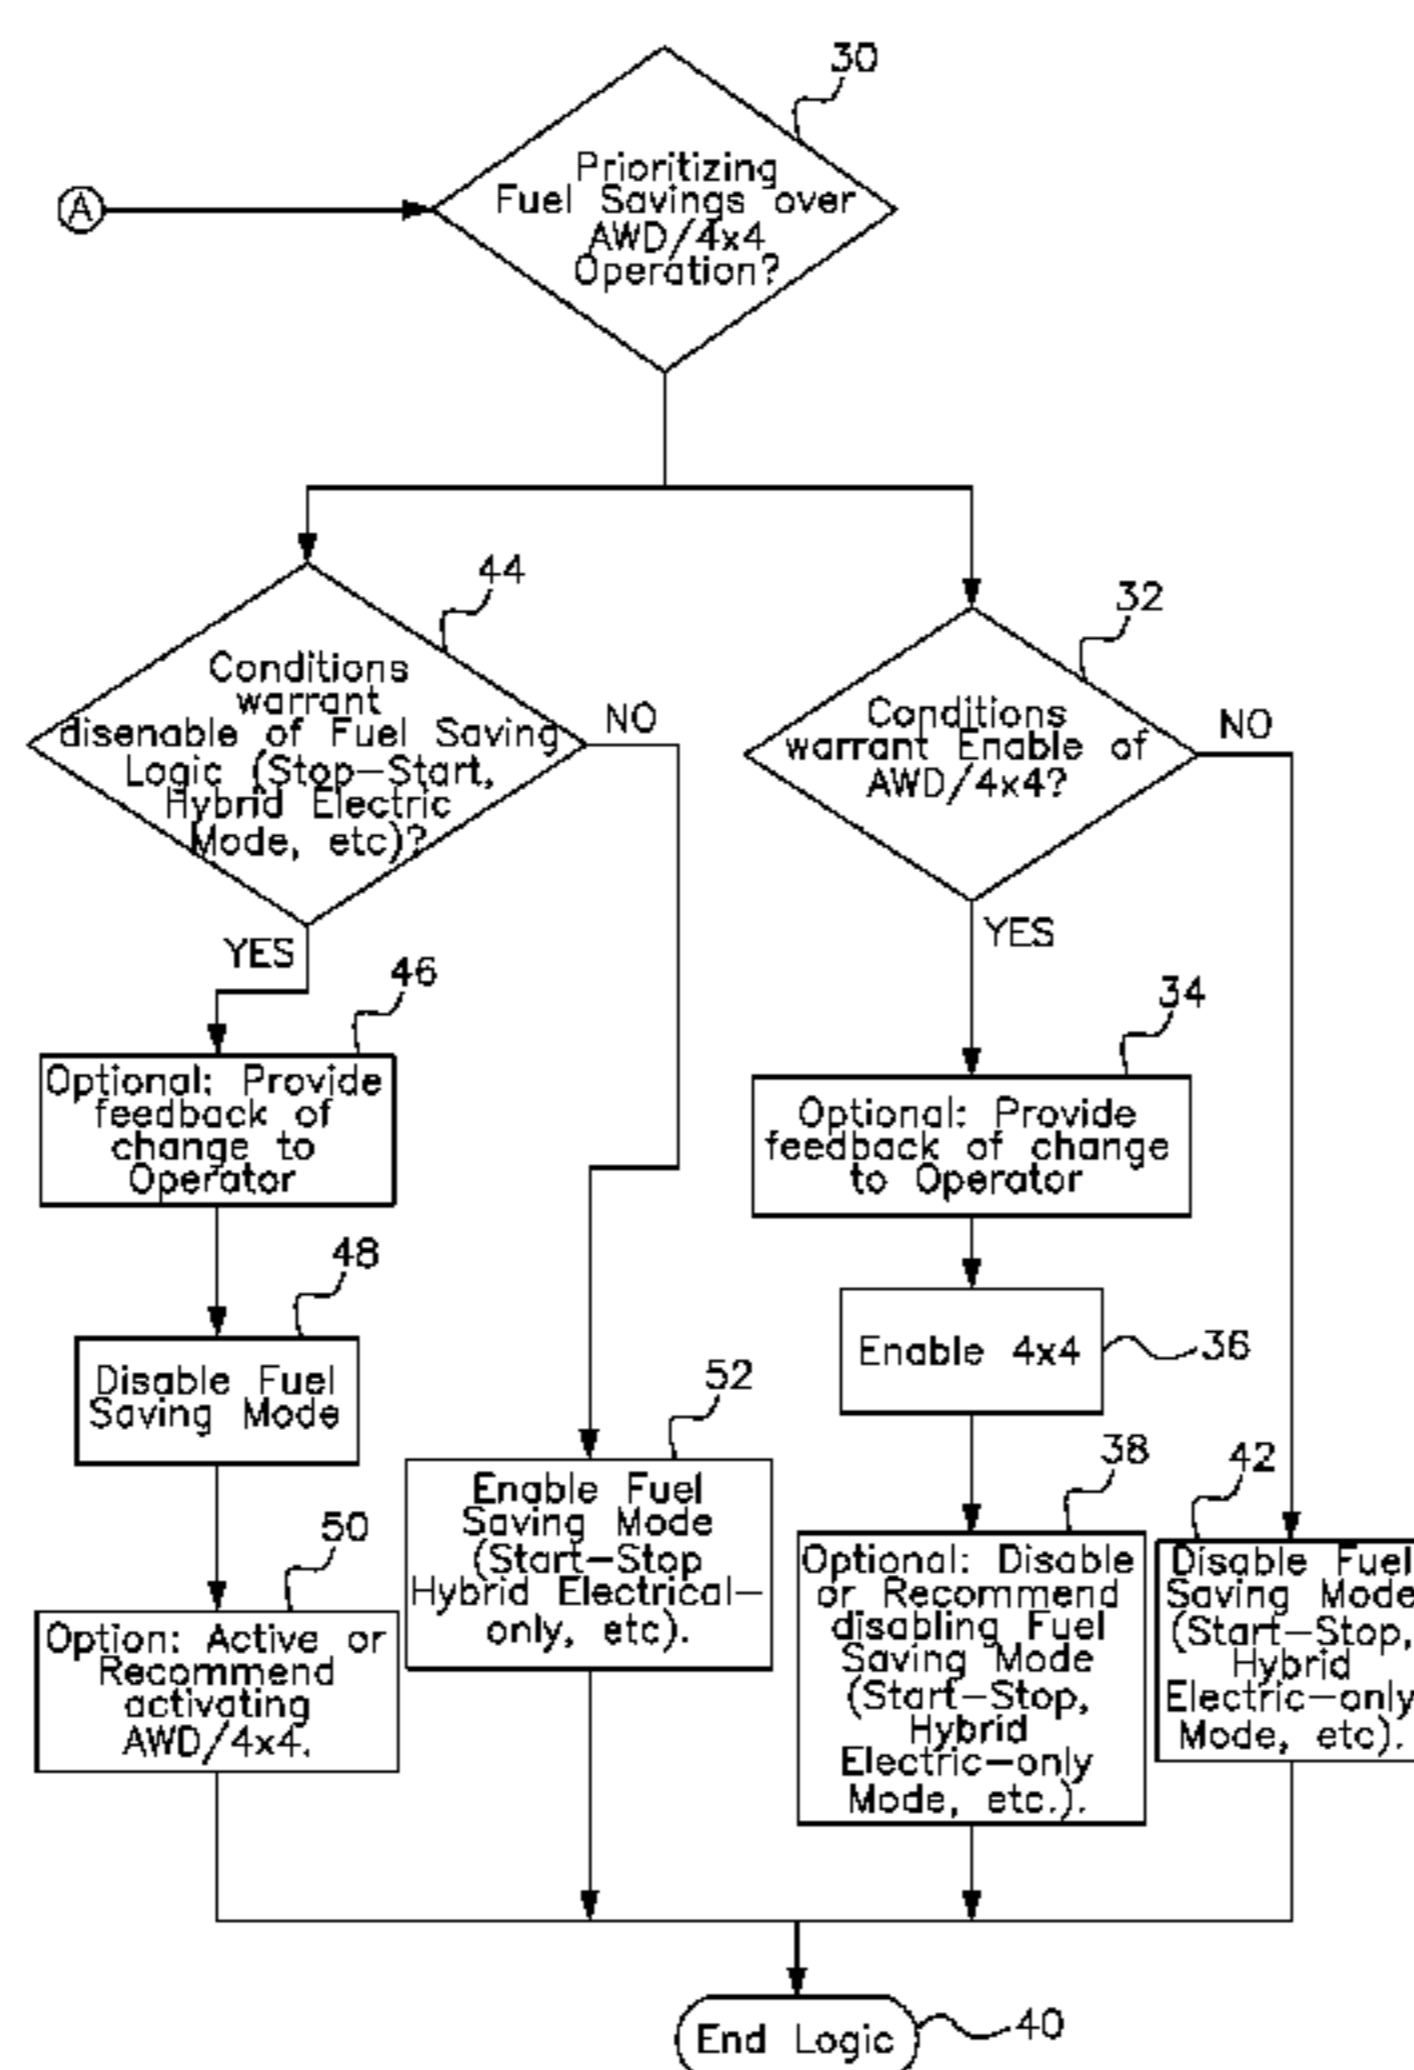 30
Prioritizing
Fuel Savings over
AWD/4x4
Operation?
A
44
Conditions
warrant
disenable of Fuel Saving
Logic (Stop-Start,
Hybrid Electric
Mode, etc)?
NO
YES
32
Conditions
warrant Enable of
AWD/4x4?
NO
YES
46
Optional: Provide
feedback of
change to
Operator
34
Optional: Provide
feedback of change
to Operator
48
Disable Fuel
Saving Mode
Enable 4x4
36
52
Enable Fuel
Saving Mode
(Start-Stop
Hybrid Electrical-
only, etc).
38
Optional: Disable
or Recommend
disabling Fuel
Saving Mode
(Start-Stop,
Hybrid
Electric-only
Mode, etc.).
42
Disable Fuel
Saving Mode
(Start-Stop,
Hybrid
Electric-only
Mode, etc).
50
Option: Active or
Recommend
activating
AWD/4x4.
End Logic
40